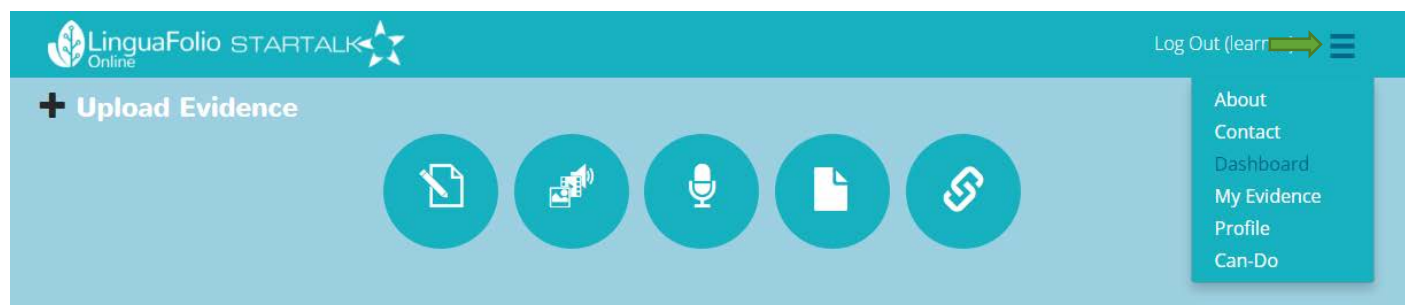 LinguaFolio STARTALK
Online
Log Out (lear
Upload Evidence
About
Contact
Dashboard
My Evidence
Profile
Can-Do